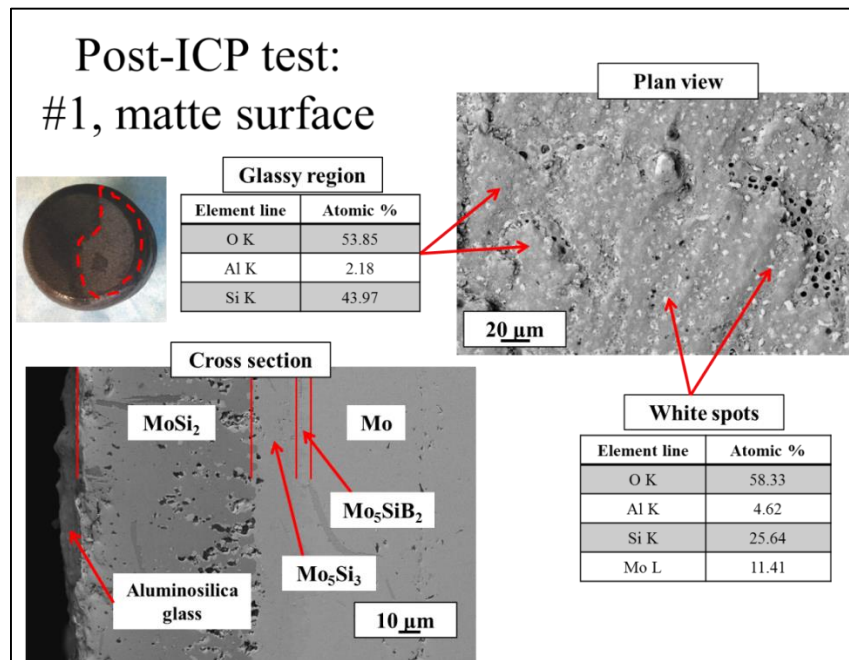 Post-ICP test:
#1, matte surface
Plan view
Glassy region
Element line Atomic %
O K 53.85
Al K 2.18
Si K 43.97
20 µm
Cross section
MoSi₂
Mo
Mo₅SiB₂
Mo₅Si₃
Aluminosilica
glass
10 µm
White spots
Element line Atomic %
O K 58.33
Al K 4.62
Si K 25.64
Mo L 11.41